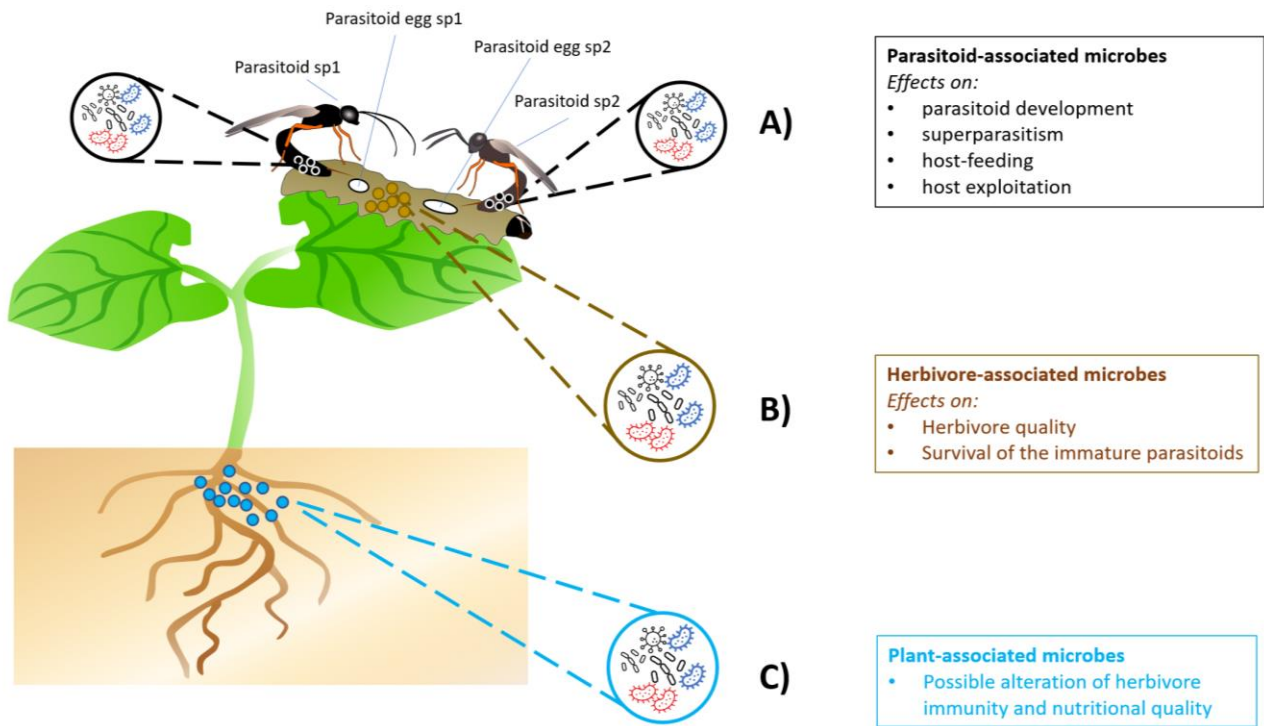 Parasitoid egg sp1
Parasitoid egg sp2
Parasitoid sp1
Parasitoid sp2
A)
Parasitoid-associated microbes
Effects on:
• parasitoid development
• superparasitism
• host-feeding
• host exploitation
B)
Herbivore-associated microbes
Effects on:
• Herbivore quality
• Survival of the immature parasitoids
C)
Plant-associated microbes
• Possible alteration of herbivore
immunity and nutritional quality